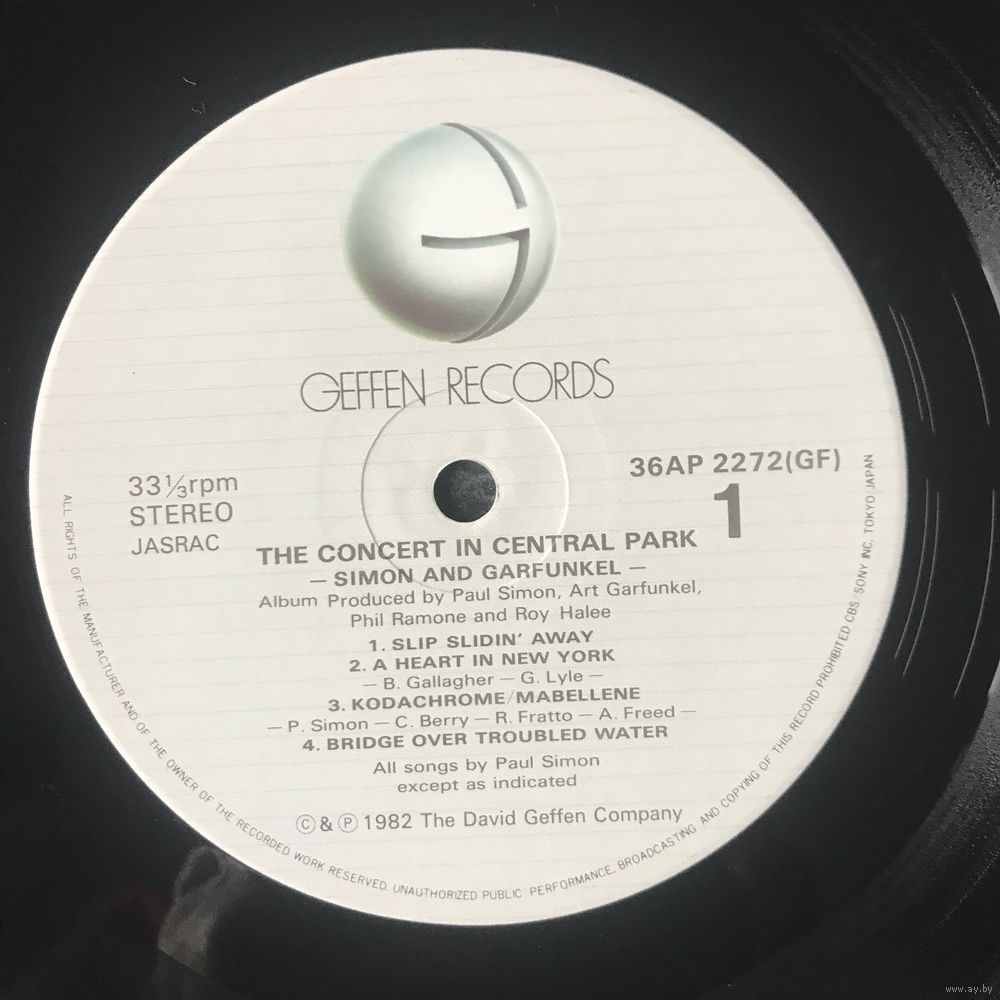 GEFFEN RECORDS
33⅓rpm
STEREO
JASRAC
36AP 2272(GF)
1
THE CONCERT IN CENTRAL PARK
— SIMON AND GARFUNKEL —
Album Produced by Paul Simon, Art Garfunkel,
Phil Ramone and Roy Halee
1. SLIP SLIDIN' AWAY
2. A HEART IN NEW YORK
— B. Gallagher — G. Lyle —
3. KODACHROME/MABELLENE
— P. Simon — C. Berry — R. Fratto — A. Freed —
4. BRIDGE OVER TROUBLED WATER
All songs by Paul Simon
except as indicated
© & ℗ 1982 The David Geffen Company
ALL RIGHTS OF THE MANUFACTURER AND OF THE OWNER OF THE RECORDED WORK RESERVED. UNAUTHORIZED PUBLIC PERFORMANCE, BROADCASTING AND COPYING OF THIS RECORD PROHIBITED CBS/SONY INC. TOKYO JAPAN
www.ay.by